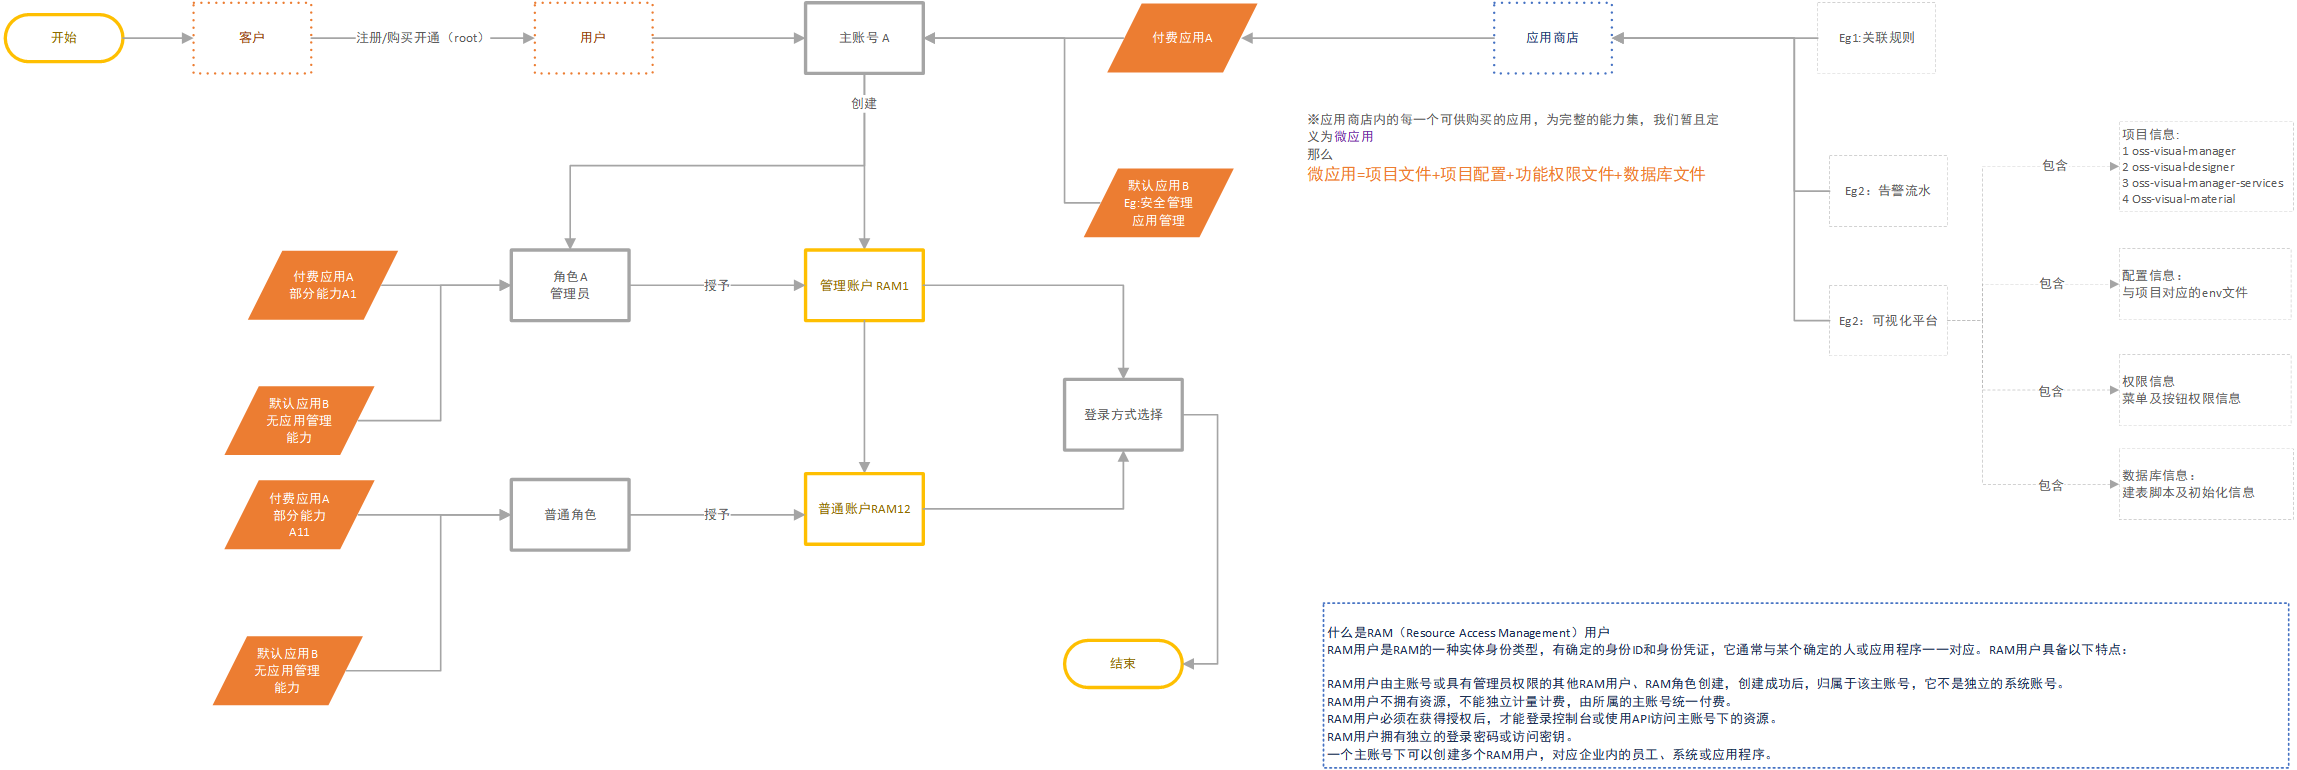 开始
客户
注册/购买开通（root）
用户
主账号 A
付费应用A
应用商店
Eg1:关联规则
创建
※应用商店内的每一个可供购买的应用，为完整的能力集，我们暂且定
义为微应用
那么
微应用=项目文件+项目配置+功能权限文件+数据库文件
默认应用B
Eg:安全管理
应用管理
Eg2：告警流水
包含
项目信息:
1 oss-visual-manager
2 oss-visual-designer
3 oss-visual-manager-services
4 Oss-visual-material
付费应用A
部分能力A1
角色A
管理员
授予
管理账户 RAM1
Eg2：可视化平台
包含
配置信息：
与项目对应的env文件
默认应用B
无应用管理
能力
登录方式选择
包含
权限信息
菜单及按钮权限信息
付费应用A
部分能力
A11
普通角色
授予
普通账户RAM12
包含
数据库信息：
建表脚本及初始化信息
默认应用B
无应用管理
能力
结束
什么是RAM（Resource Access Management）用户
RAM用户是RAM的一种实体身份类型，有确定的身份ID和身份凭证，它通常与某个确定的人或应用程序一一对应。RAM用户具备以下特点：
RAM用户由主账号或具有管理员权限的其他RAM用户、RAM角色创建，创建成功后，归属于该主账号，它不是独立的系统账号。
RAM用户不拥有资源，不能独立计量计费，由所属的主账号统一付费。
RAM用户必须在获得授权后，才能登录控制台或使用API访问主账号下的资源。
RAM用户拥有独立的登录密码或访问密钥。
一个主账号下可以创建多个RAM用户，对应企业内的员工、系统或应用程序。